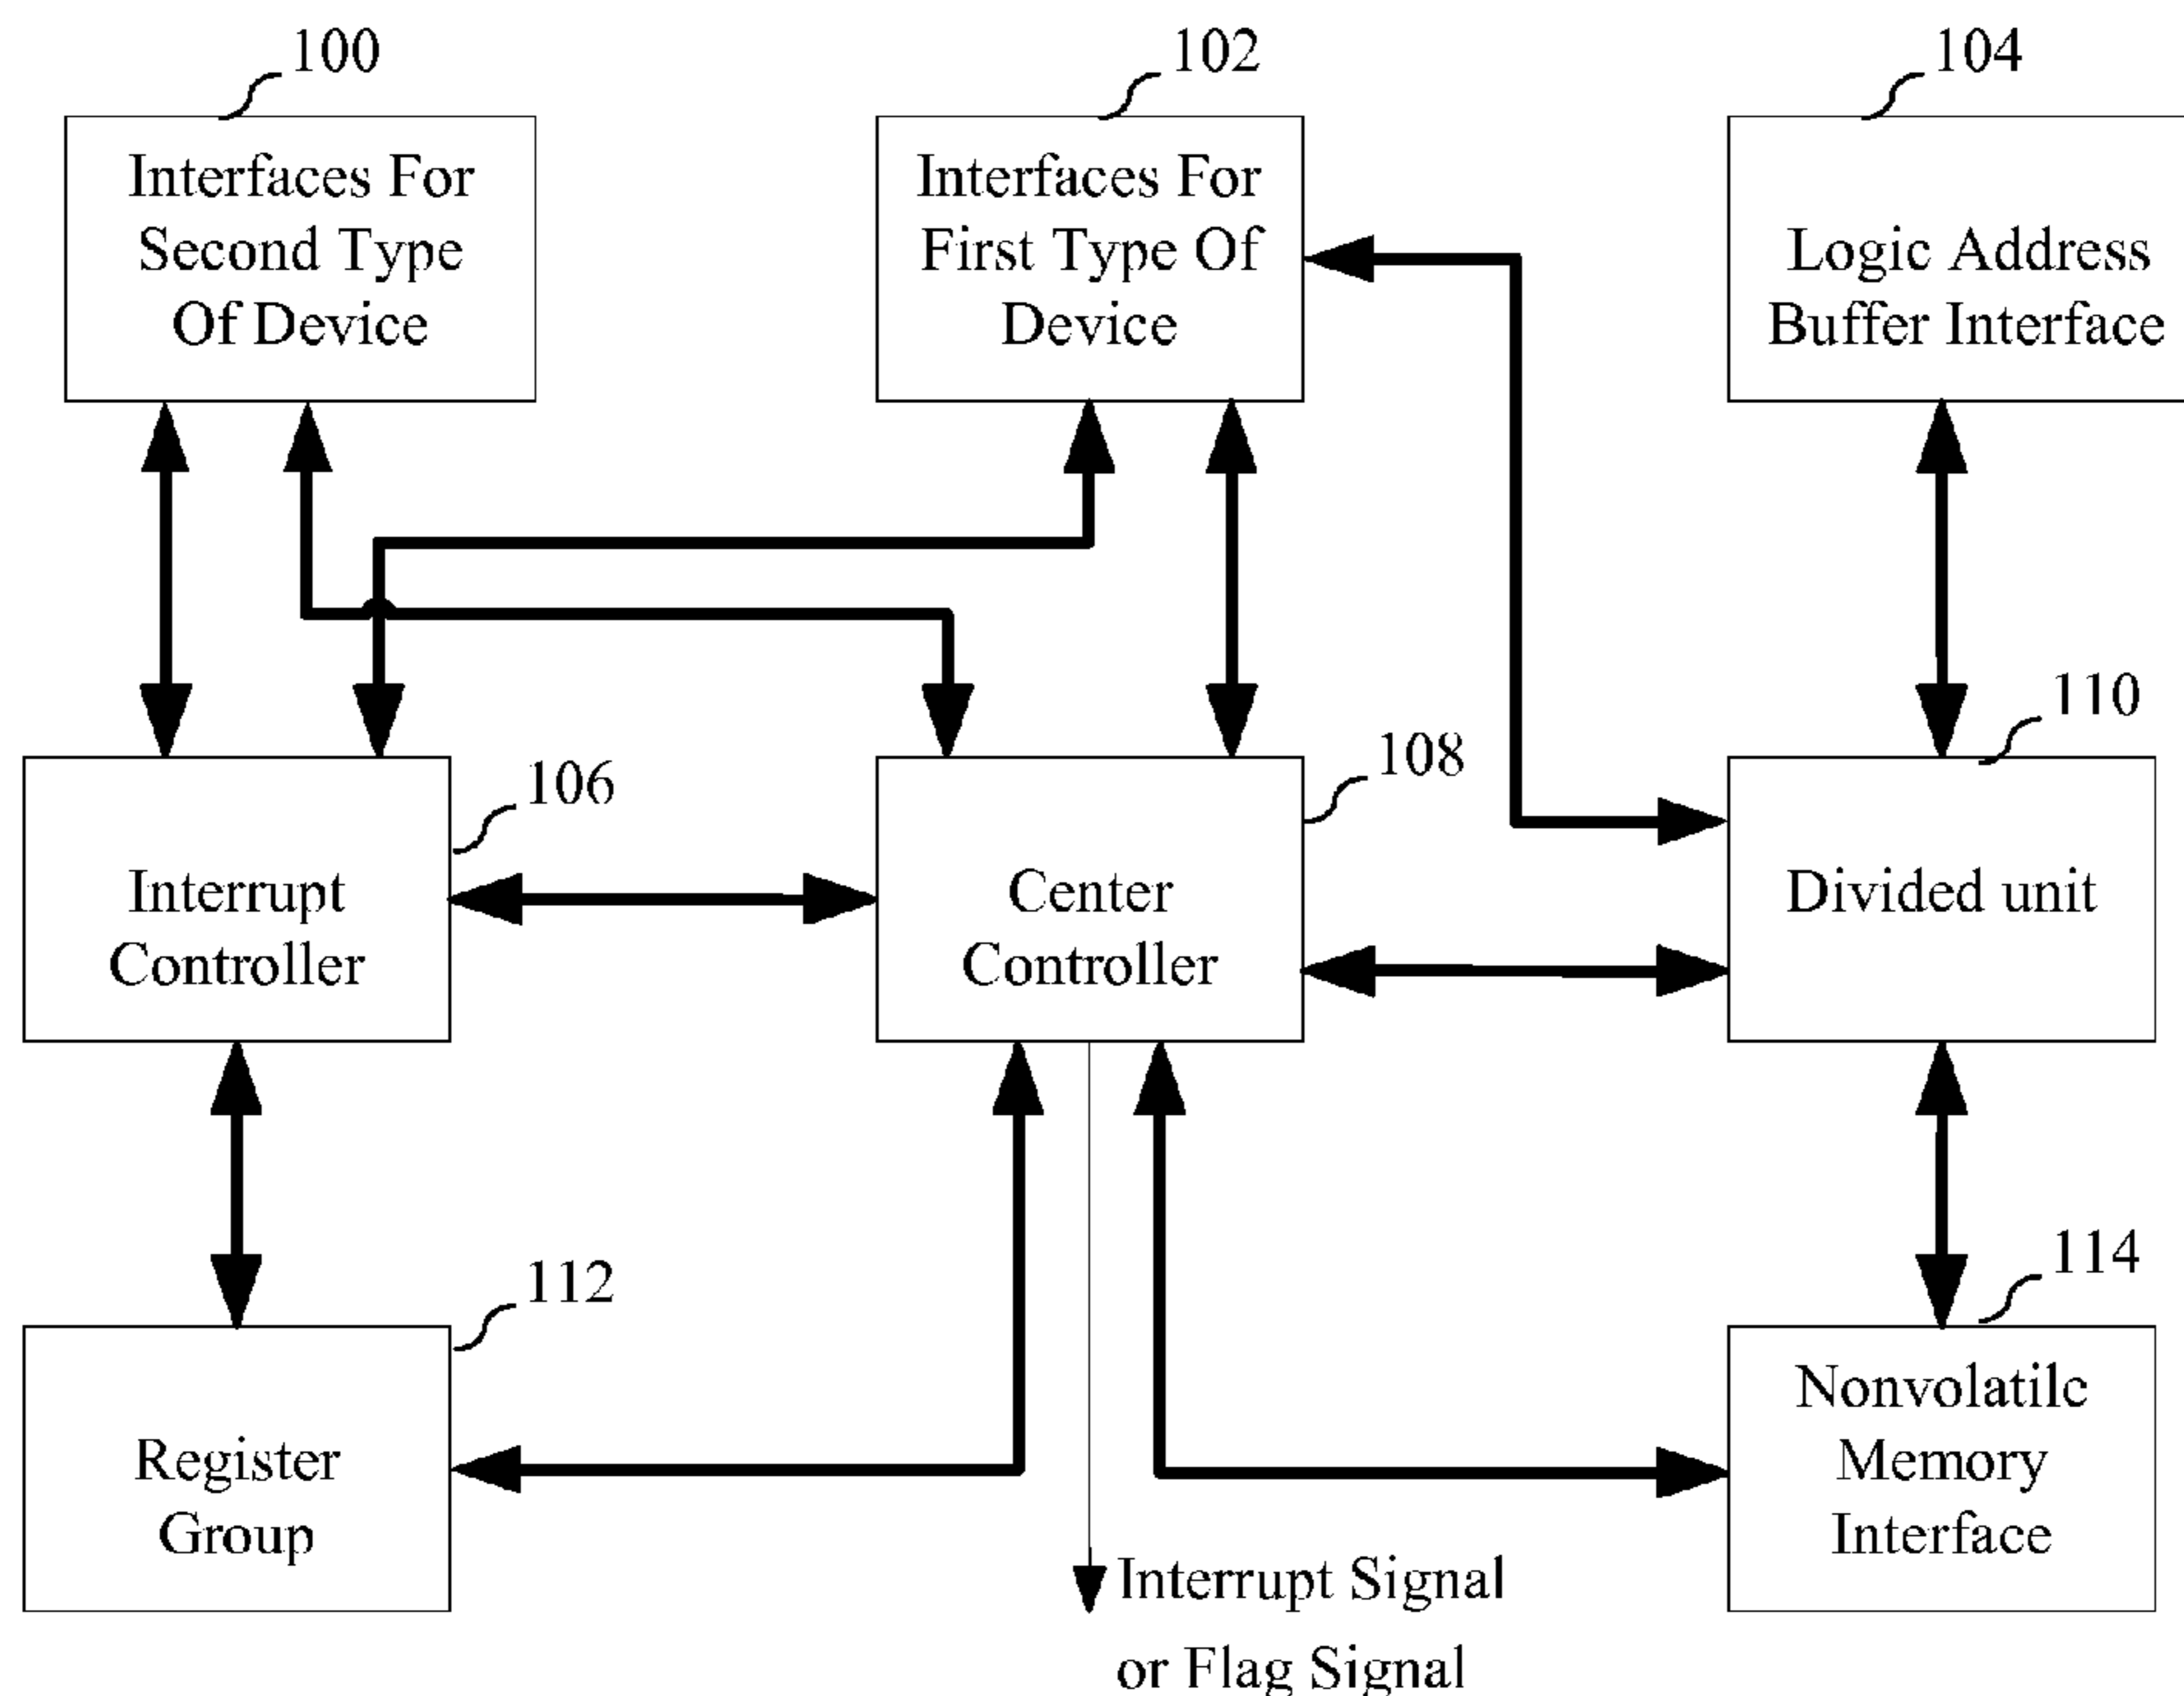 100
102
104
Interfaces For
Second Type
Of Device
Interfaces For
First Type Of
Device
Logic Address
Buffer Interface
106
108
110
Interrupt
Controller
Center
Controller
Divided unit
112
114
Register
Group
Nonvolatile
Memory
Interface
Interrupt Signal
or Flag Signal